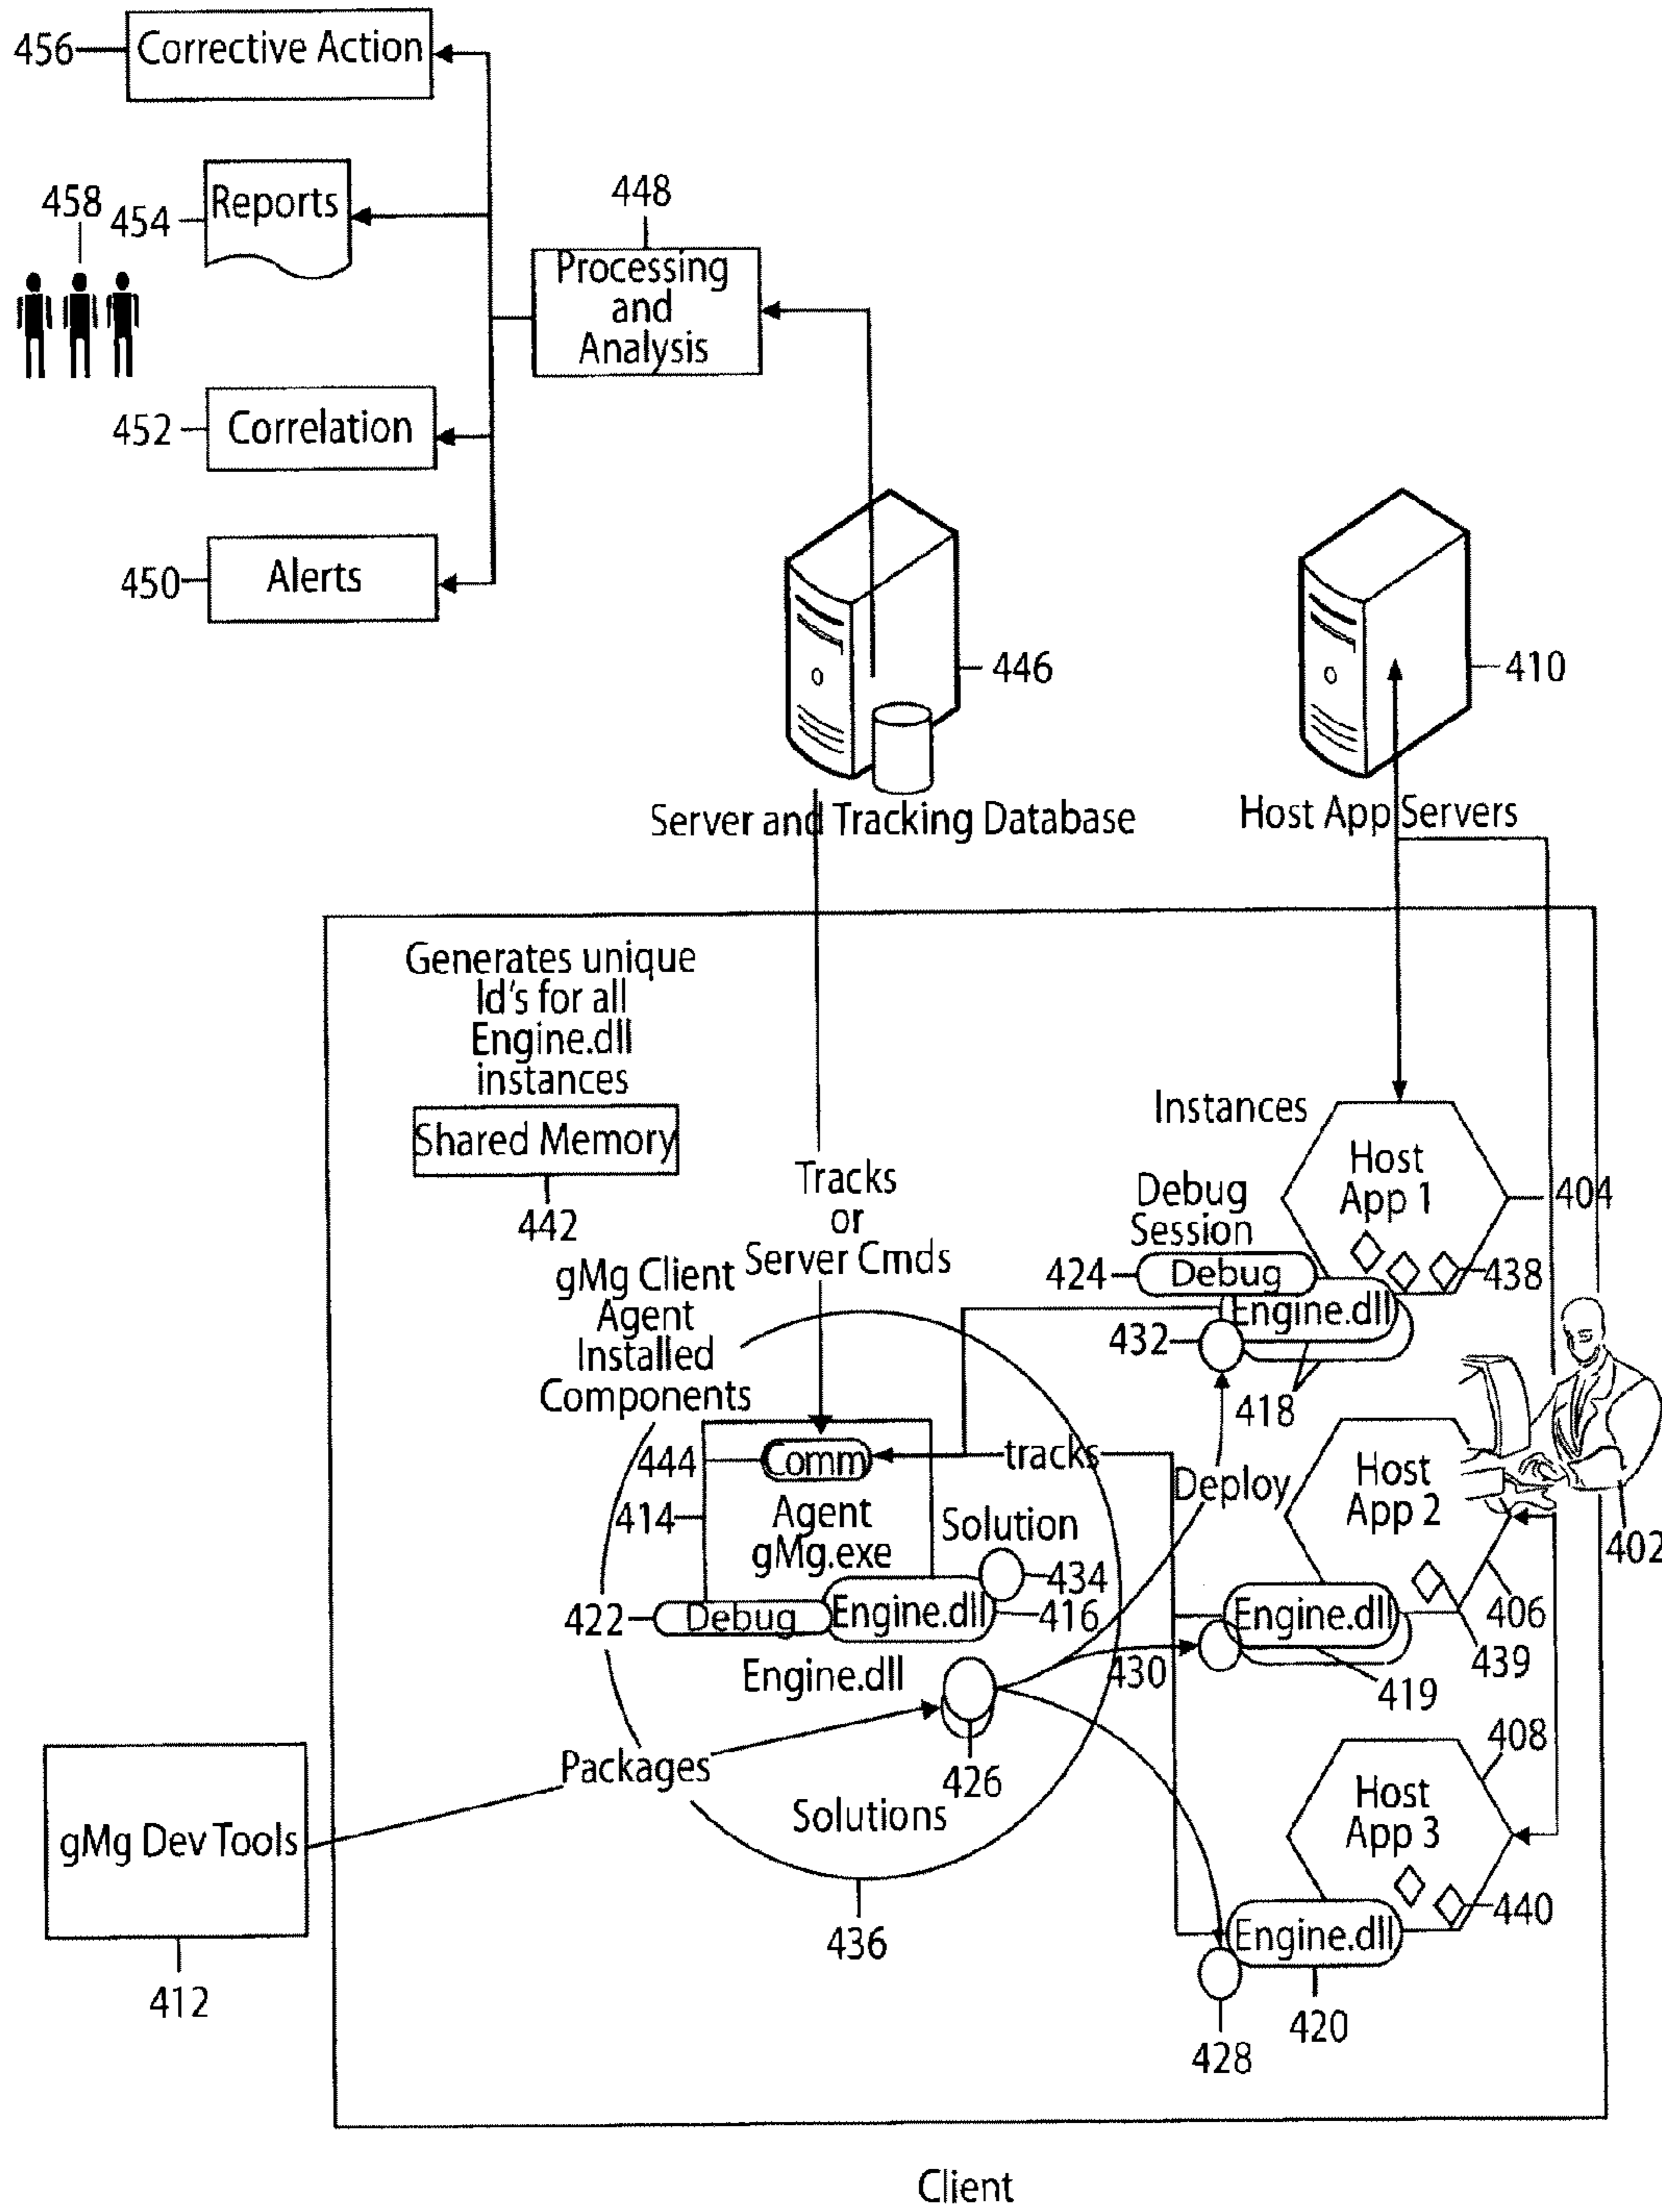 456
Corrective Action
458
454
Reports
448
Processing
and
Analysis
452
Correlation
450
Alerts
446
410
Server and Tracking Database
Host App Servers
Generates unique
Id's for all
Engine.dll
instances
Shared Memory
442
Tracks
or
Server Cmds
Instances
Host
App 1
404
Debug
Session
424
Debug
438
Engine.dll
432
418
gMg Client
Agent
Installed
Components
444
Comm
tracks
414
Agent
gMg.exe
Solution
434
Deploy
Host
App 2
402
422
Debug
Engine.dll
416
Engine.dll
406
439
430
419
Engine.dll
Packages
426
Solutions
408
Host
App 3
gMg Dev Tools
412
436
440
Engine.dll
420
428
Client